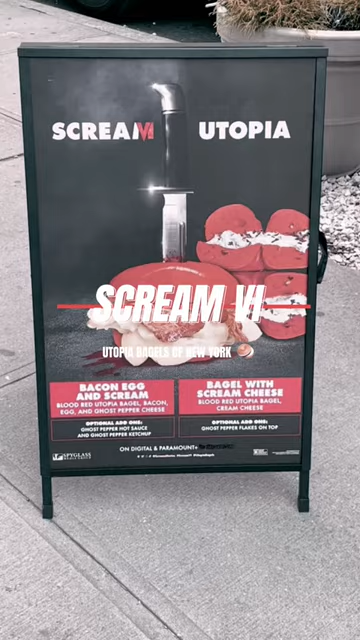 SCREAM VI
UTOPIA
SCREAM VI
UTOPIA BAGELS OF NEW YORK
BACON EGG
AND SCREAM
BLOOD RED UTOPIA BAGEL, BACON,
EGG, AND GHOST PEPPER CHEESE
OPTIONAL ADD ONS:
GHOST PEPPER HOT SAUCE
AND GHOST PEPPER KETCHUP
BAGEL WITH
SCREAM CHEESE
BLOOD RED UTOPIA BAGEL,
CREAM CHEESE
OPTIONAL ADD ONS:
GHOST PEPPER FLAKES ON TOP
ON DIGITAL & PARAMOUNT+
SPYGLASS